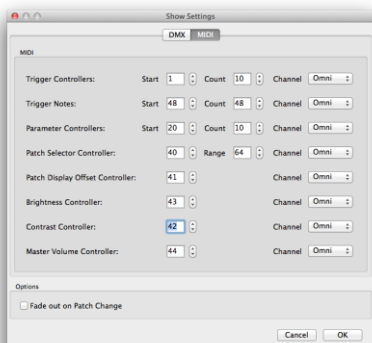 Show Settings
DMX MIDI
MIDI
Trigger Controllers: Start 1 Count 10 Channel Omni
Trigger Notes: Start 48 Count 48 Channel Omni
Parameter Controllers: Start 20 Count 10 Channel Omni
Patch Selector Controller: 40 Range 64 Channel Omni
Patch Display Offset Controller: 41 Channel Omni
Brightness Controller: 43 Channel Omni
Contrast Controller: 42 Channel Omni
Master Volume Controller: 44 Channel Omni
Options
Fade out on Patch Change
Cancel OK